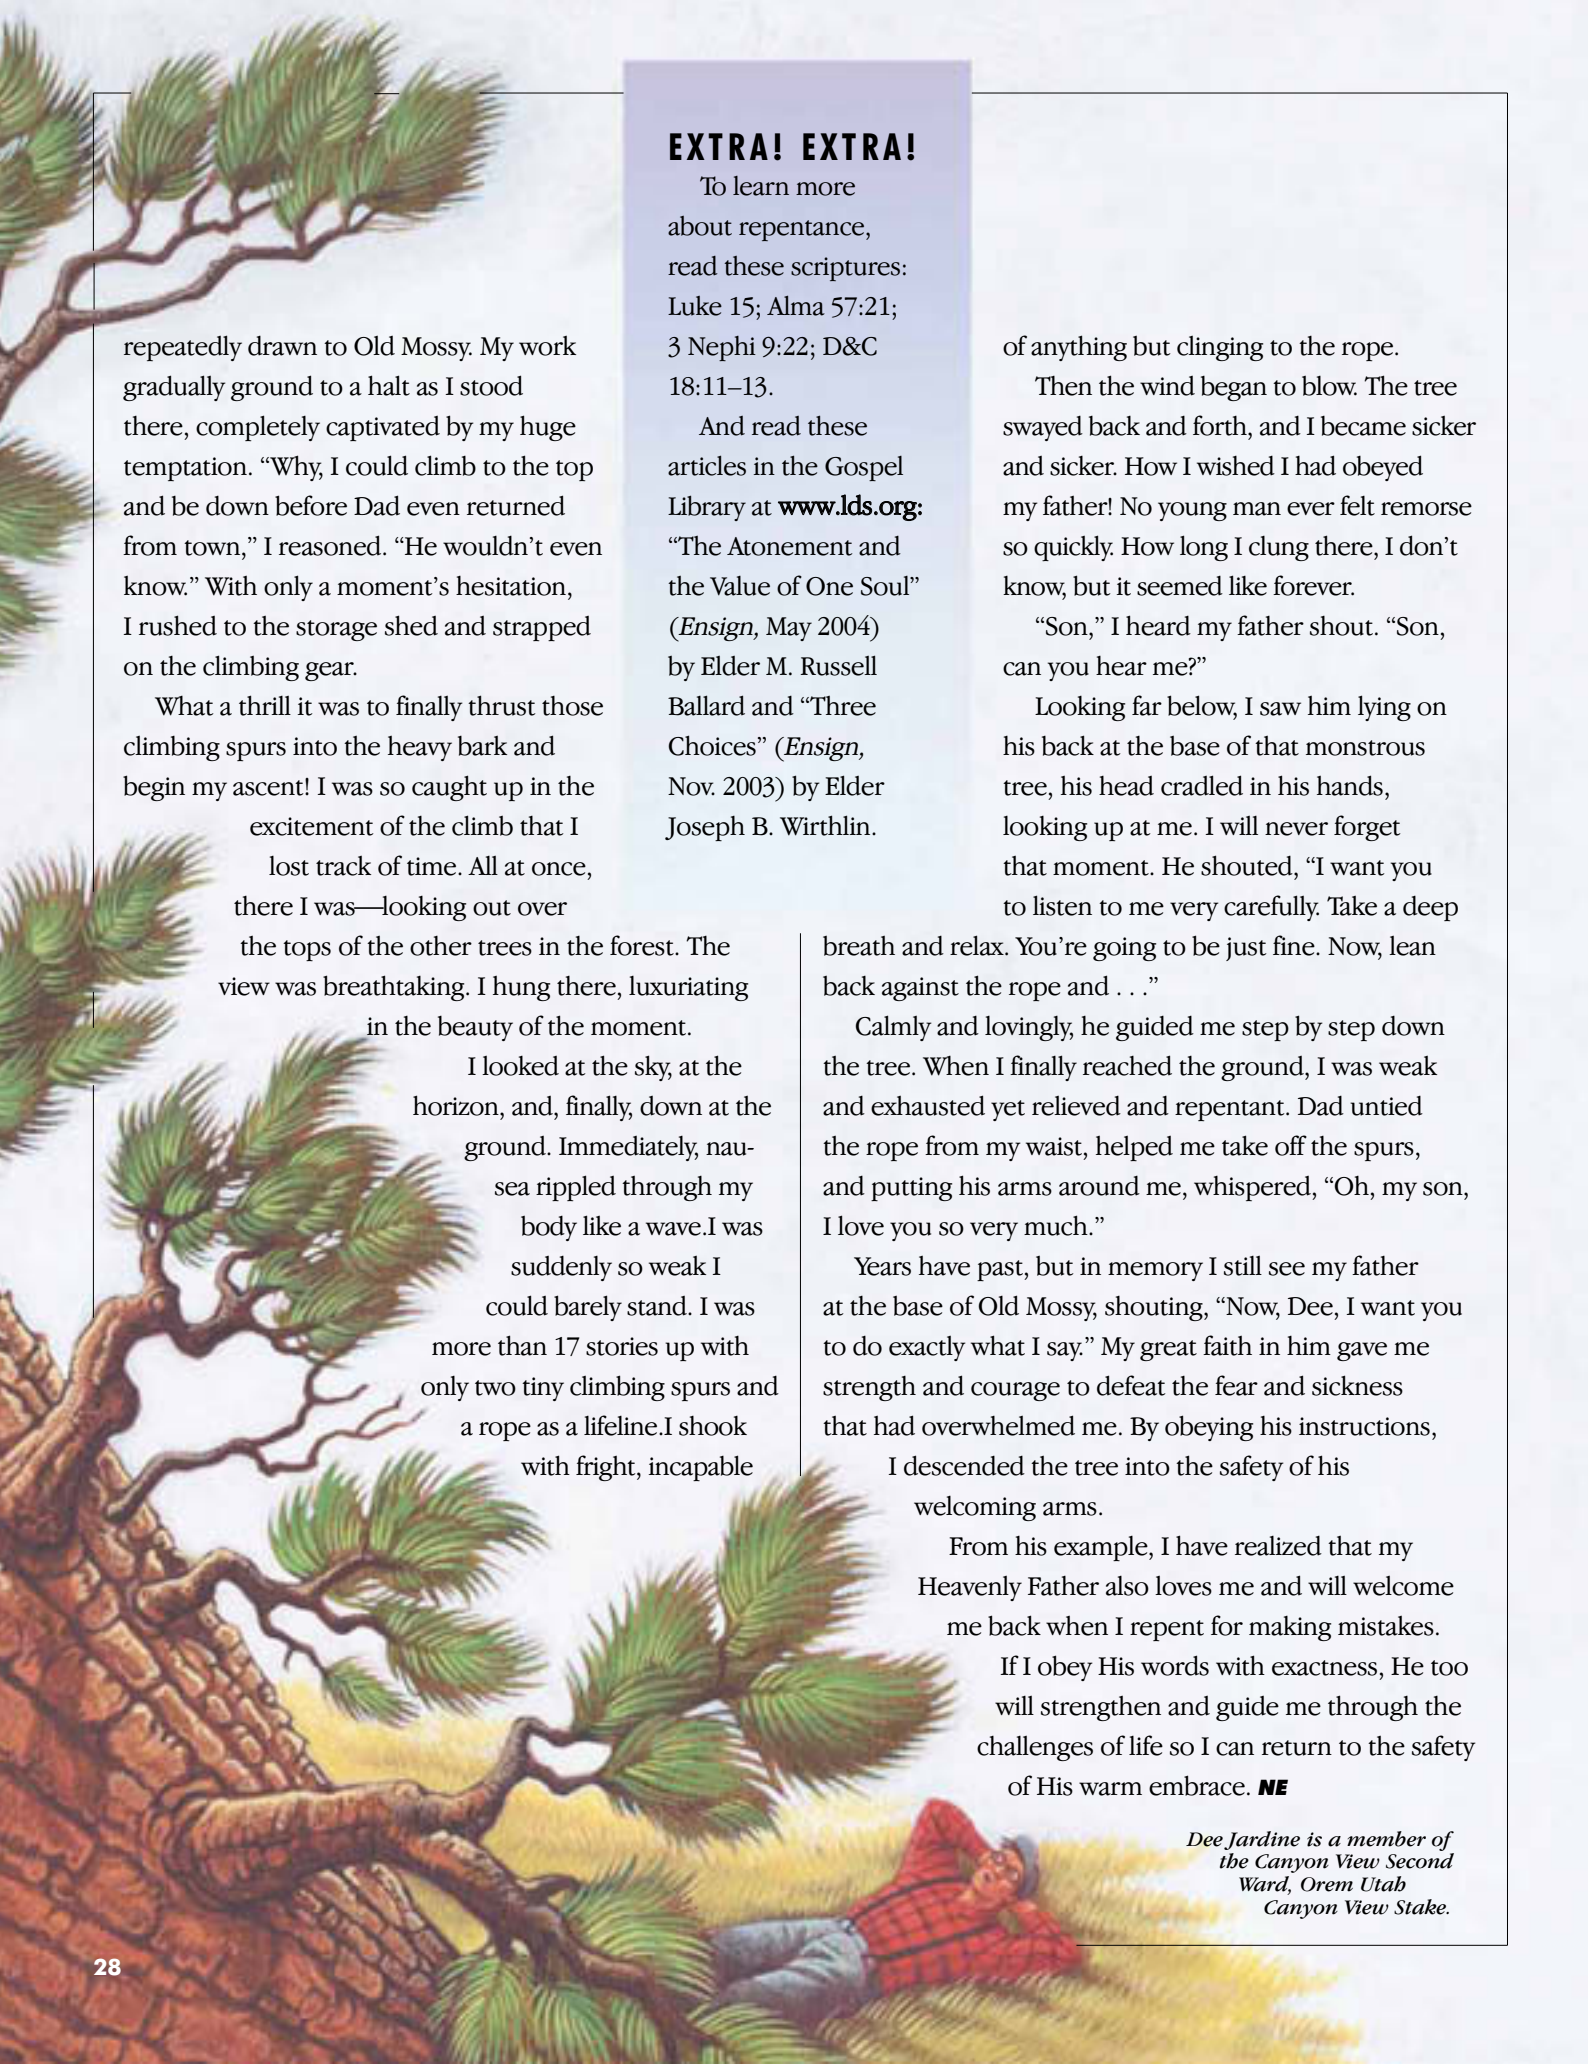 repeatedly drawn to Old Mossy. My work
gradually ground to a halt as I stood
there, completely captivated by my huge
temptation. “Why, I could climb to the top
and be down before Dad even returned
from town,” I reasoned. “He wouldn’t even
know.” With only a moment’s hesitation,
I rushed to the storage shed and strapped
on the climbing gear.
What a thrill it was to finally thrust those
climbing spurs into the heavy bark and
begin my ascent! I was so caught up in the
excitement of the climb that I
lost track of time. All at once,
there I was—looking out over
the tops of the other trees in the forest. The
view was breathtaking. I hung there, luxuriating
in the beauty of the moment.
I looked at the sky, at the
horizon, and, finally, down at the
ground. Immediately, nau-
sea rippled through my
body like a wave.I was
suddenly so weak I
could barely stand. I was
more than 17 stories up with
only two tiny climbing spurs and
a rope as a lifeline.I shook
with fright, incapable
EXTRA! EXTRA!
To learn more
about repentance,
read these scriptures:
Luke 15; Alma 57:21;
3 Nephi 9:22; D&C
18:11–13.
And read these
articles in the Gospel
Library at www.lds.org:
“The Atonement and
the Value of One Soul”
(Ensign, May 2004)
by Elder M. Russell
Ballard and “Three
Choices” (Ensign,
Nov. 2003) by Elder
Joseph B. Wirthlin.
of anything but clinging to the rope.
Then the wind began to blow. The tree
swayed back and forth, and I became sicker
and sicker. How I wished I had obeyed
my father! No young man ever felt remorse
so quickly. How long I clung there, I don’t
know, but it seemed like forever.
“Son,” I heard my father shout. “Son,
can you hear me?”
Looking far below, I saw him lying on
his back at the base of that monstrous
tree, his head cradled in his hands,
looking up at me. I will never forget
that moment. He shouted, “I want you
to listen to me very carefully. Take a deep
breath and relax. You’re going to be just fine. Now, lean
back against the rope and . . .”
Calmly and lovingly, he guided me step by step down
the tree. When I finally reached the ground, I was weak
and exhausted yet relieved and repentant. Dad untied
the rope from my waist, helped me take off the spurs,
and putting his arms around me, whispered, “Oh, my son,
I love you so very much.”
Years have past, but in memory I still see my father
at the base of Old Mossy, shouting, “Now, Dee, I want you
to do exactly what I say.” My great faith in him gave me
strength and courage to defeat the fear and sickness
that had overwhelmed me. By obeying his instructions,
I descended the tree into the safety of his
welcoming arms.
From his example, I have realized that my
Heavenly Father also loves me and will welcome
me back when I repent for making mistakes.
If I obey His words with exactness, He too
will strengthen and guide me through the
challenges of life so I can return to the safety
of His warm embrace. NE
Dee Jardine is a member of
the Canyon View Second
Ward, Orem Utah
Canyon View Stake.
28